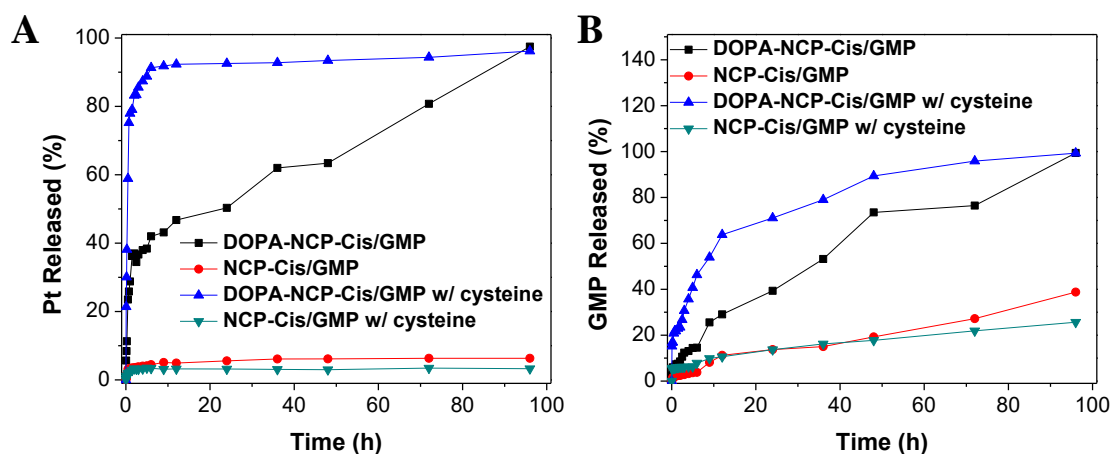 A
Pt Released (%)
100
80
60
40
20
0
DOPA-NCP-Cis/GMP
NCP-Cis/GMP
DOPA-NCP-Cis/GMP w/ cysteine
NCP-Cis/GMP w/ cysteine
0 20 40 60 80 100
Time (h)
B
GMP Released (%)
140
120
100
80
60
40
20
0
DOPA-NCP-Cis/GMP
NCP-Cis/GMP
DOPA-NCP-Cis/GMP w/ cysteine
NCP-Cis/GMP w/ cysteine
0 20 40 60 80 100
Time (h)